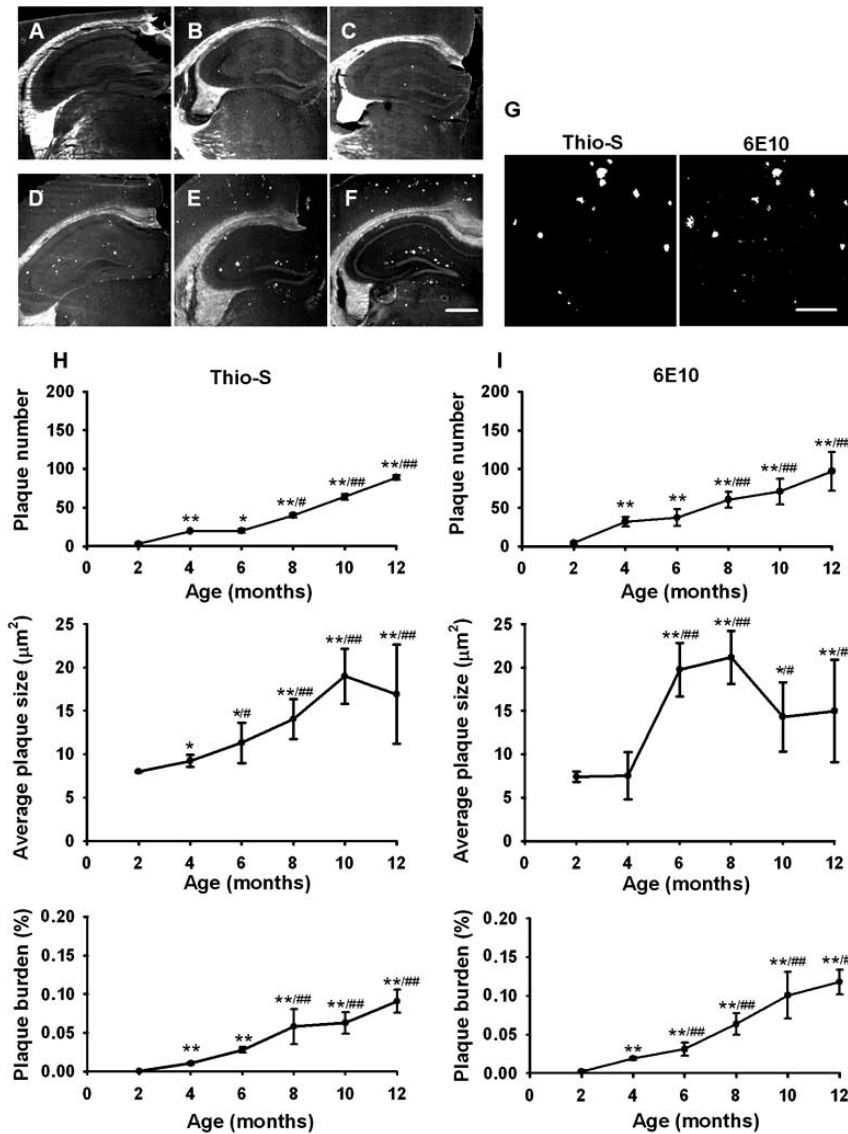 A B C
G
Thio-S 6E10
D E F
H I
Thio-S 6E10
Plaque number
200
150
100
50
0
** * **/# **/## **/##
0 2 4 6 8 10 12
Age (months)
Plaque number
200
150
100
50
0
** ** **/## **/## **/##
0 2 4 6 8 10 12
Age (months)
Average plaque size (μm²)
25
20
15
10
5
0
* */# **/## **/## **/##
0 2 4 6 8 10 12
Age (months)
Average plaque size (μm²)
25
20
15
10
5
0
**/## **/## */# **/#
0 2 4 6 8 10 12
Age (months)
Plaque burden (%)
0.20
0.15
0.10
0.05
0.00
** ** **/## **/## **/##
0 2 4 6 8 10 12
Age (months)
Plaque burden (%)
0.20
0.15
0.10
0.05
0.00
** **/## **/## **/## **/#
0 2 4 6 8 10 12
Age (months)